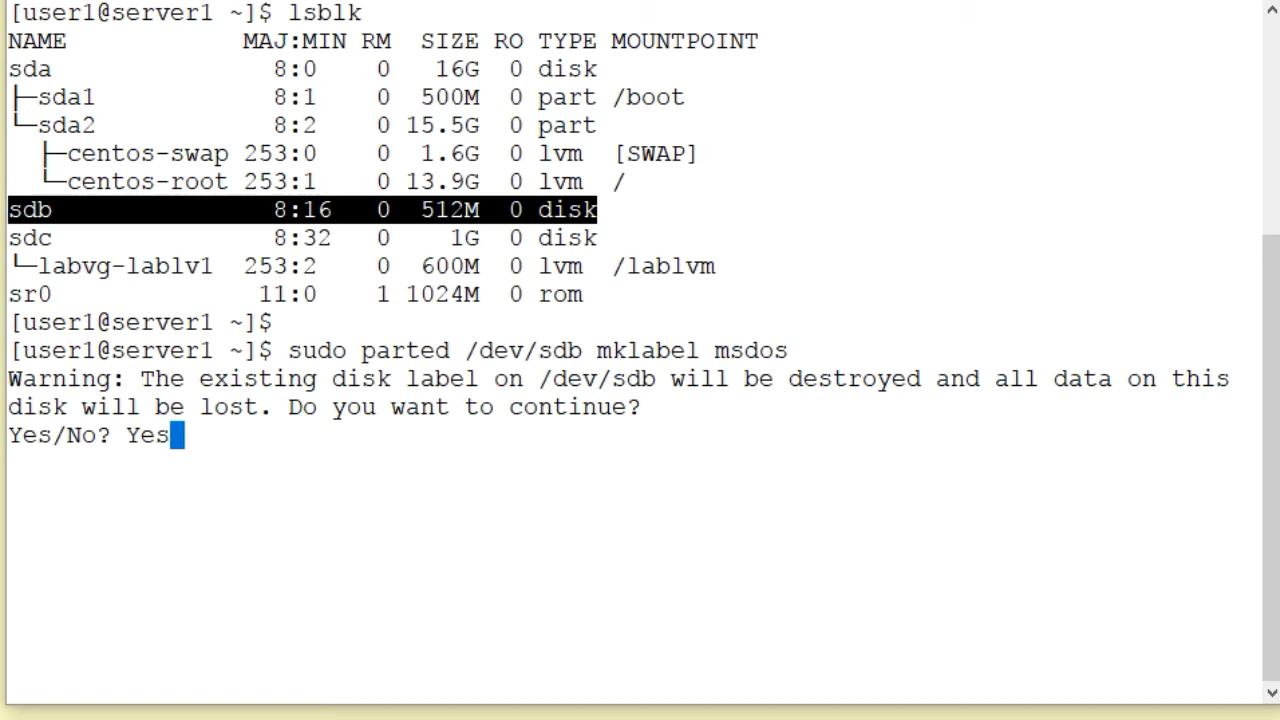 [user1@server1 ~]$ lsblk
NAME            MAJ:MIN RM   SIZE RO TYPE MOUNTPOINT
sda               8:0    0    16G  0 disk
├─sda1            8:1    0   500M  0 part /boot
└─sda2            8:2    0  15.5G  0 part
  ├─centos-swap 253:0    0   1.6G  0 lvm  [SWAP]
  └─centos-root 253:1    0  13.9G  0 lvm  /
sdb               8:16   0   512M  0 disk
sdc               8:32   0     1G  0 disk
└─labvg-lablv1  253:2    0   600M  0 lvm  /lablvm
sr0              11:0    1  1024M  0 rom
[user1@server1 ~]$
[user1@server1 ~]$ sudo parted /dev/sdb mklabel msdos
Warning: The existing disk label on /dev/sdb will be destroyed and all data on this
disk will be lost. Do you want to continue?
Yes/No? Yes